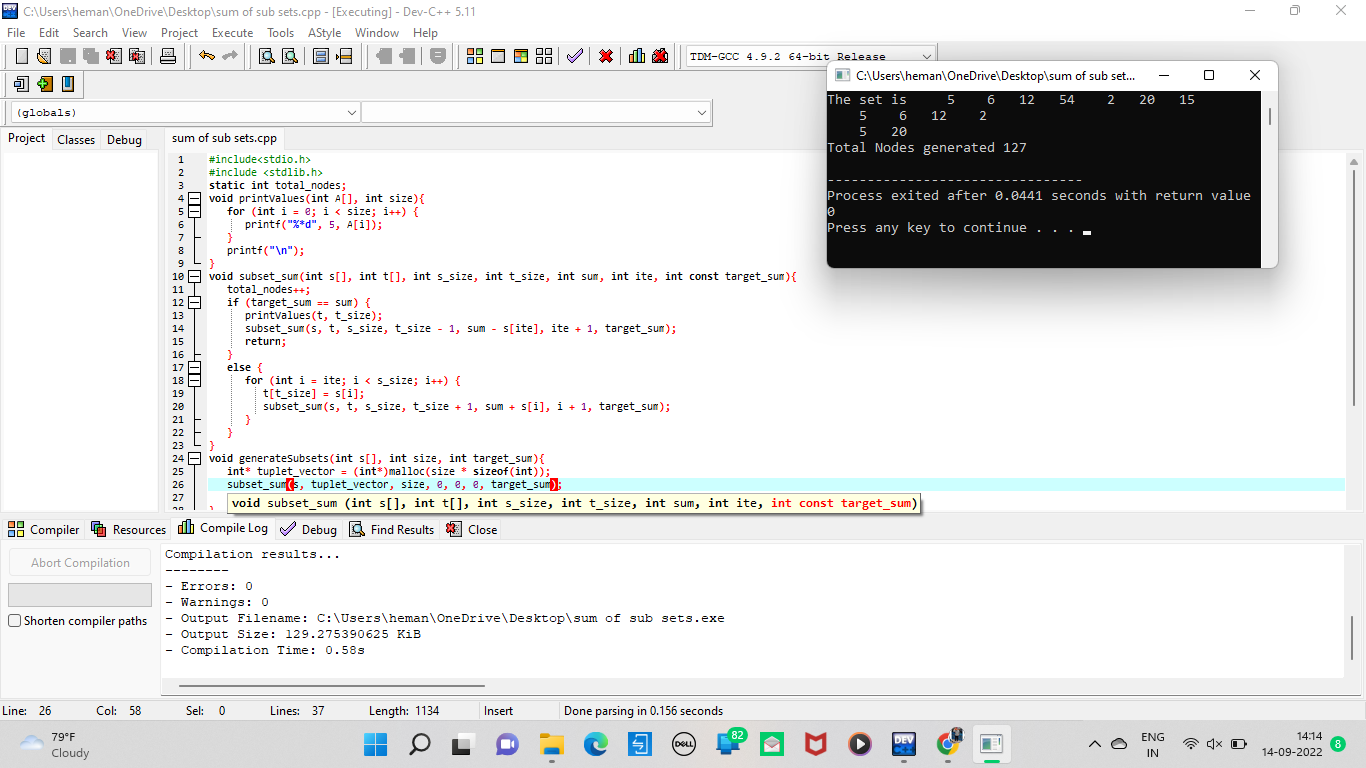 C:\Users\heman\OneDrive\Desktop\sum of sub sets.cpp - [Executing] - Dev-C++ 5.11
File Edit Search View Project Execute Tools AStyle Window Help
TDM-GCC 4.9.2 64-bit Release
(globals)
Project Classes Debug
sum of sub sets.cpp
1 #include<stdio.h>
2 #include <stdlib.h>
3 static int total_nodes;
4 void printValues(int A[], int size){
5 for (int i = 0; i < size; i++) {
6 printf("%*d", 5, A[i]);
7 }
8 printf("\n");
9 }
10 void subset_sum(int s[], int t[], int s_size, int t_size, int sum, int ite, int const target_sum){
11 total_nodes++;
12 if (target_sum == sum) {
13 printValues(t, t_size);
14 subset_sum(s, t, s_size, t_size - 1, sum - s[ite], ite + 1, target_sum);
15 return;
16 }
17 else {
18 for (int i = ite; i < s_size; i++) {
19 t[t_size] = s[i];
20 subset_sum(s, t, s_size, t_size + 1, sum + s[i], i + 1, target_sum);
21 }
22 }
23 }
24 void generateSubsets(int s[], int size, int target_sum){
25 int* tuplet_vector = (int*)malloc(size * sizeof(int));
26 subset_sum(s, tuplet_vector, size, 0, 0, 0, target_sum);
27
void subset_sum (int s[], int t[], int s_size, int t_size, int sum, int ite, int const target_sum)
C:\Users\heman\OneDrive\Desktop\sum of sub set...
The set is 5 6 12 54 2 20 15
5 6 12 2
5 20
Total Nodes generated 127
--------------------------------
Process exited after 0.0441 seconds with return value
0
Press any key to continue . . .
Compiler Resources Compile Log Debug Find Results Close
Abort Compilation
Shorten compiler paths
Compilation results...
--------
- Errors: 0
- Warnings: 0
- Output Filename: C:\Users\heman\OneDrive\Desktop\sum of sub sets.exe
- Output Size: 129.275390625 KiB
- Compilation Time: 0.58s
Line: 26 Col: 58 Sel: 0 Lines: 37 Length: 1134 Insert Done parsing in 0.156 seconds
79°F
Cloudy
DELL
82
DEV
ENG
IN
14:14
14-09-2022
8